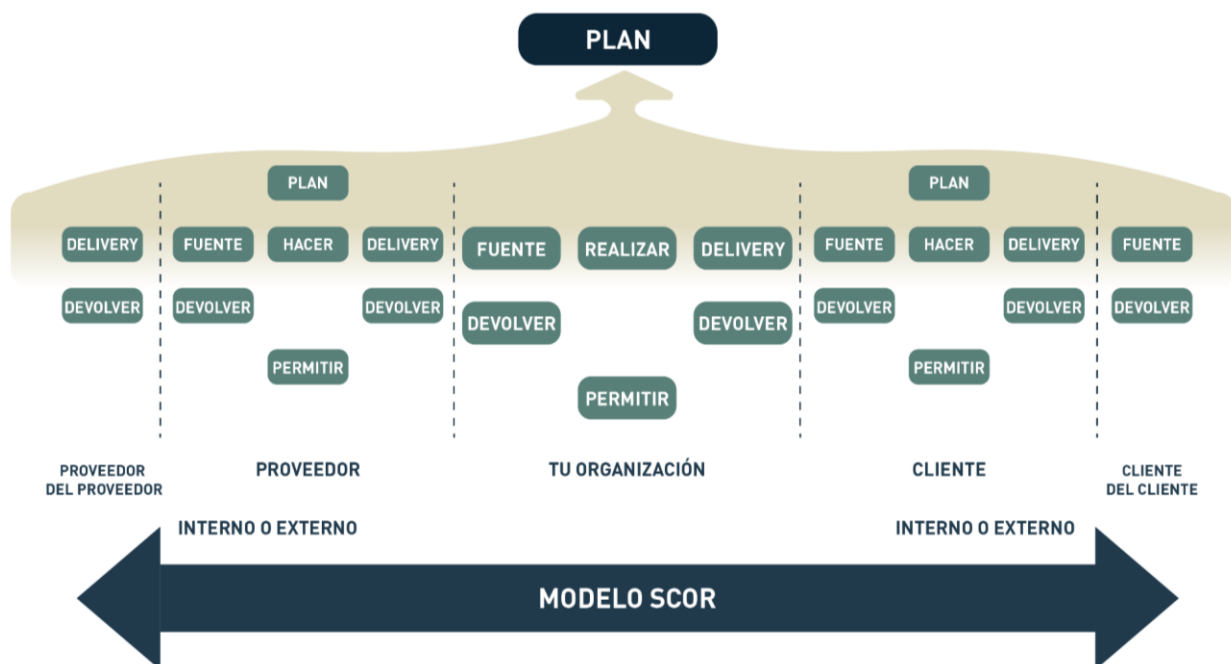 PLAN
PLAN
PLAN
DELIVERY
FUENTE
HACER
DELIVERY
FUENTE
REALIZAR
DELIVERY
FUENTE
HACER
DELIVERY
FUENTE
DEVOLVER
DEVOLVER
DEVOLVER
DEVOLVER
DEVOLVER
DEVOLVER
DEVOLVER
DEVOLVER
PERMITIR
PERMITIR
PERMITIR
PROVEEDOR
DEL PROVEEDOR
PROVEEDOR
TU ORGANIZACIÓN
CLIENTE
CLIENTE
DEL CLIENTE
INTERNO O EXTERNO
INTERNO O EXTERNO
MODELO SCOR